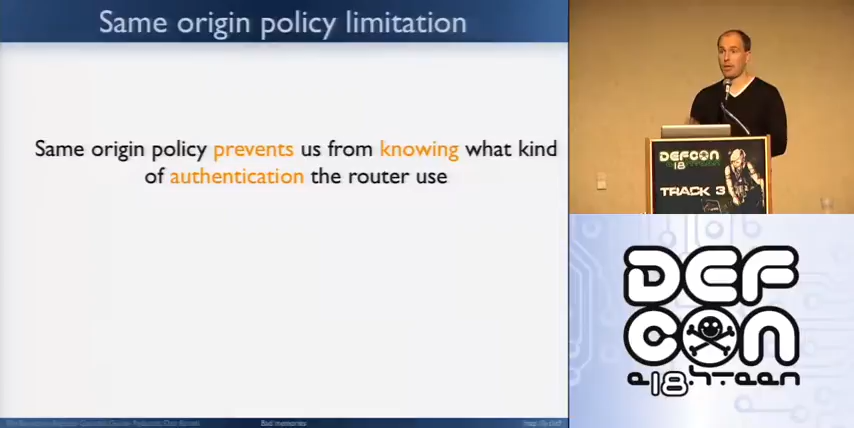 Same origin policy limitation
Same origin policy prevents us from knowing what kind
of authentication the router use
Bad memories
DEFCON
18
TRACK 3
DEF
CON
e18hteen